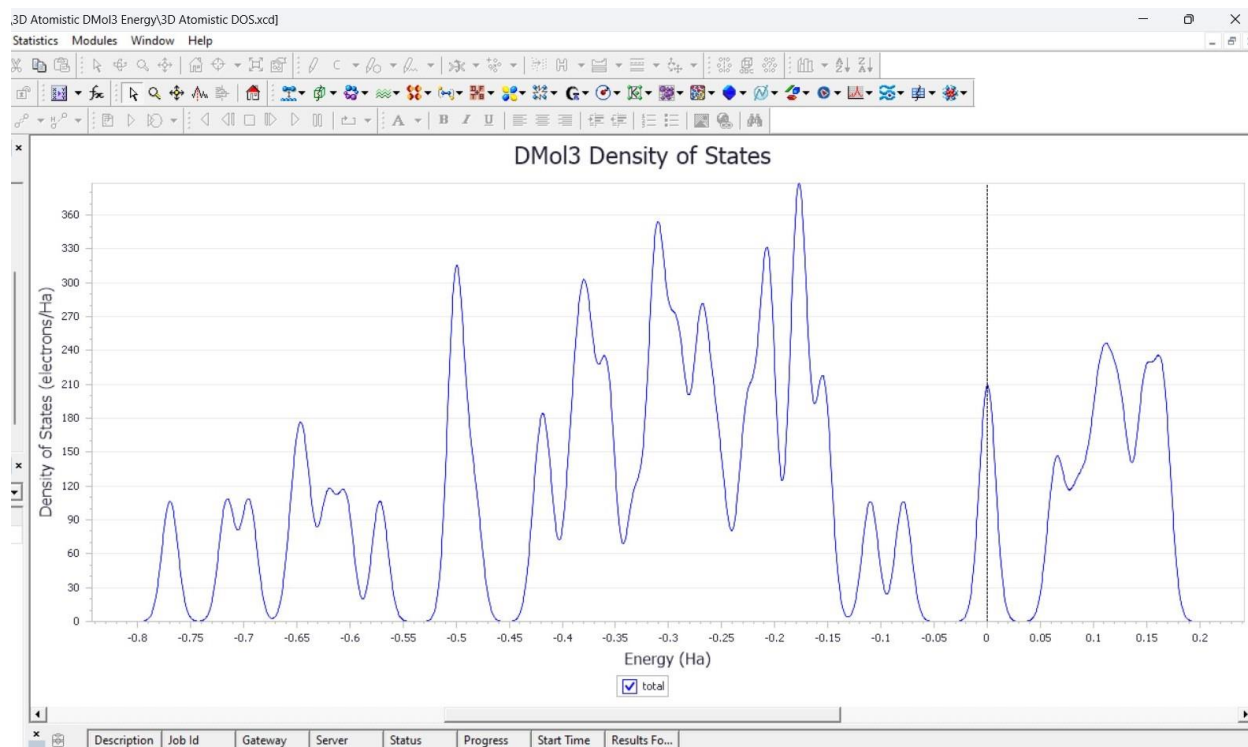 \3D Atomistic DMol3 Energy\3D Atomistic DOS.xcd]
Statistics Modules Window Help
A B I U
DMol3 Density of States
Density of States (electrons/Ha)
360
330
300
270
240
210
180
150
120
90
60
30
0
-0.8 -0.75 -0.7 -0.65 -0.6 -0.55 -0.5 -0.45 -0.4 -0.35 -0.3 -0.25 -0.2 -0.15 -0.1 -0.05 0 0.05 0.1 0.15 0.2
Energy (Ha)
total
Description Job Id Gateway Server Status Progress Start Time Results Fo...